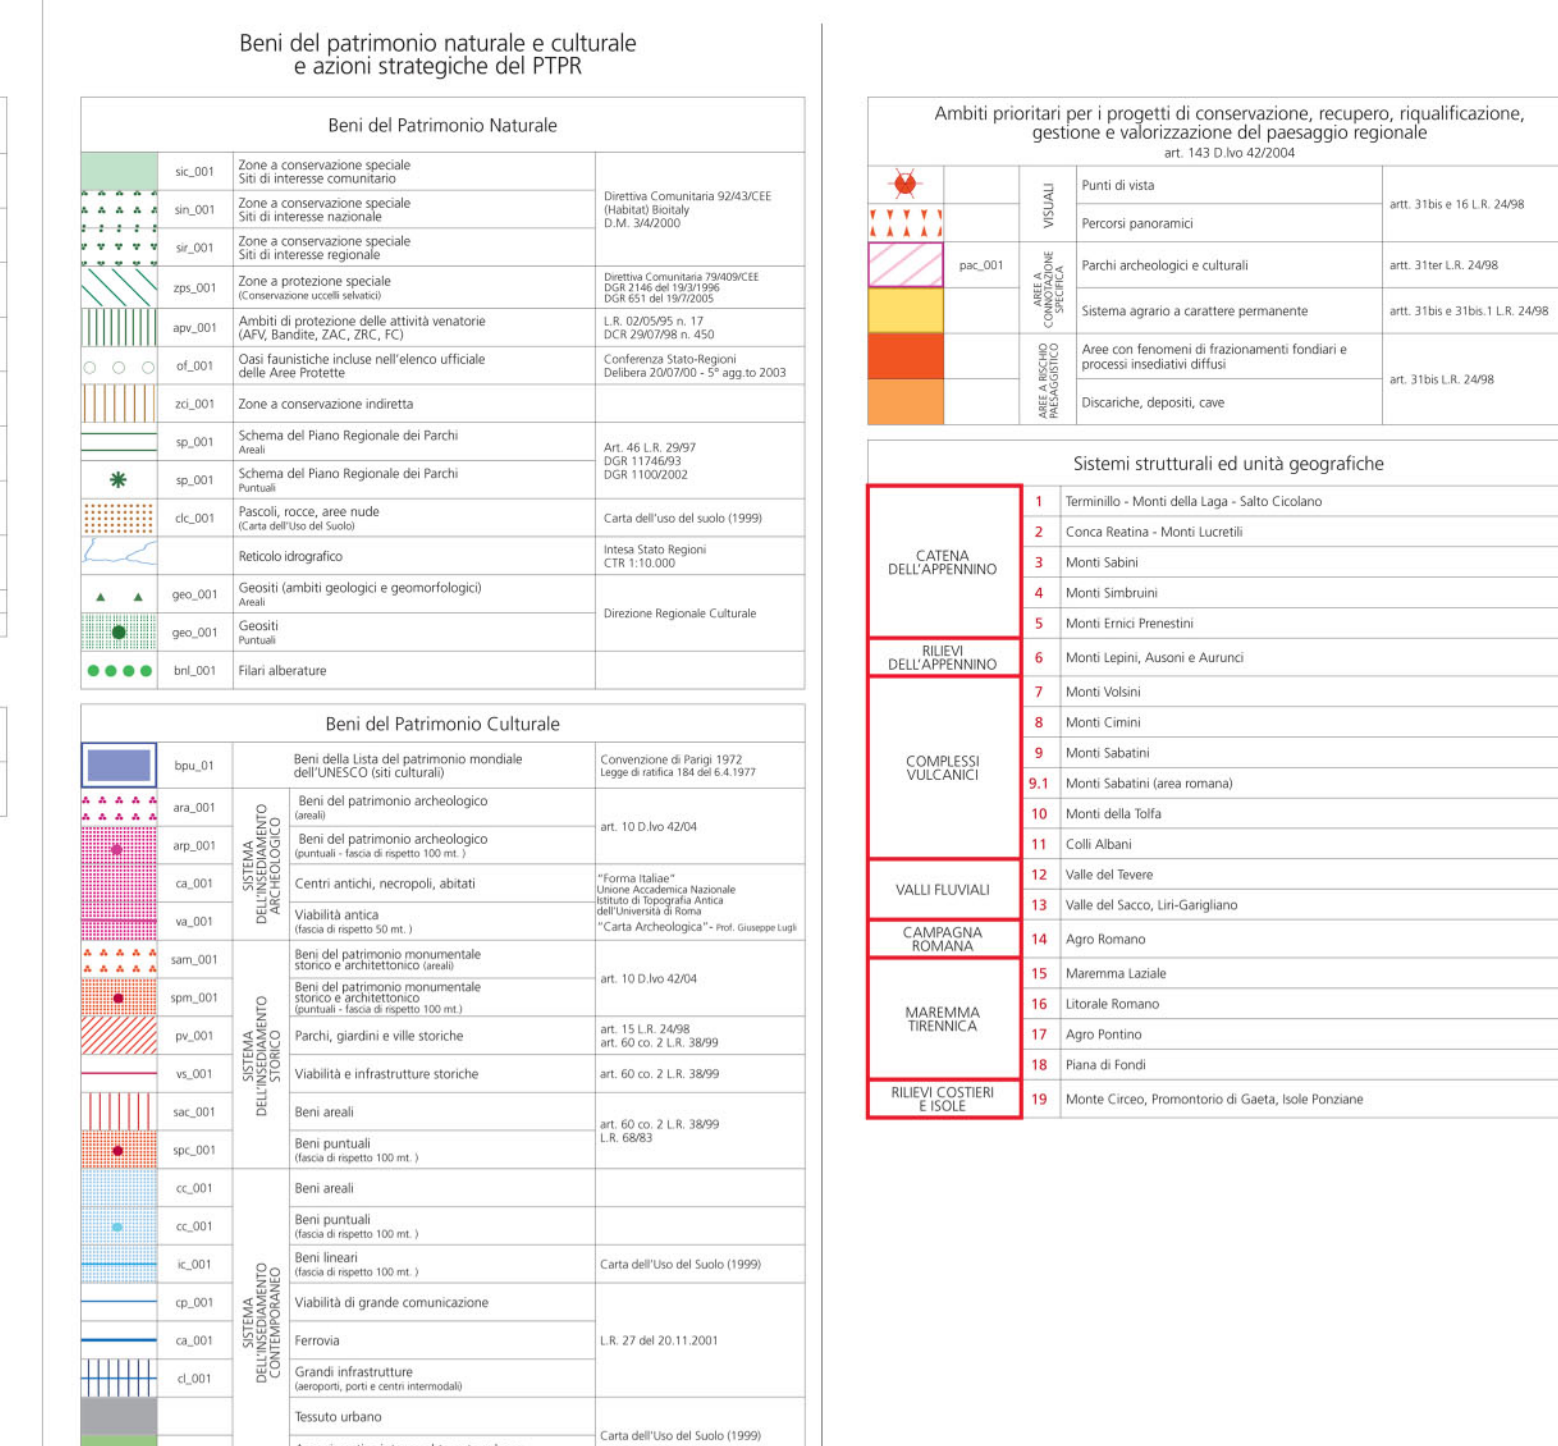 Beni del patrimonio naturale e culturale
e azioni strategiche del PTPR
Beni del Patrimonio Naturale
sic_001
Zone a conservazione speciale
Siti di interesse comunitario
sin_001
Zone a conservazione speciale
Siti di interesse nazionale
sir_001
Zone a conservazione speciale
Siti di interesse regionale
Direttiva Comunitaria 92/43/CEE
(Habitat) Bioitaly
D.M. 3/4/2000
zps_001
Zona a protezione speciale
(Conservazione uccelli selvatici)
Direttiva Comunitaria 79/409/CEE
DGR 2146 del 19/3/1996
DGR 651 del 19/7/2005
apv_001
Ambiti di protezione delle attività venatorie
(AFV, Bandite, ZAC, ZRC, FC)
L.R. 02/05/95 n. 17
DCR 29/07/98 n. 450
of_001
Oasi faunistiche incluse nell'elenco ufficiale
delle Aree Protette
Conferenza Stato-Regioni
Delibera 20/07/00 - 5° agg.to 2003
zci_001
Zone a conservazione indiretta
sp_001
Schema del Piano Regionale dei Parchi
Areali
sp_001
Schema del Piano Regionale dei Parchi
Puntuali
Art. 46 L.R. 29/97
DGR 11746/93
DGR 1100/2002
clc_001
Pascoli, rocce, aree nude
(Carta dell'Uso del Suolo)
Carta dell'uso del suolo (1999)
Reticolo idrografico
Intesa Stato Regioni
CTR 1:10.000
geo_001
Geositi (ambiti geologici e geomorfologici)
Areali
geo_001
Geositi
Puntuali
Direzione Regionale Culturale
bnl_001
Filari alberature
Beni del Patrimonio Culturale
bpu_01
Beni della Lista del patrimonio mondiale
dell'UNESCO (siti culturali)
Convenzione di Parigi 1972
Legge di ratifica 184 del 6.4.1977
SISTEMA
DELL'INSEDIAMENTO
ARCHEOLOGICO
ara_001
Beni del patrimonio archeologico
(areali)
arp_001
Beni del patrimonio archeologico
(puntuali - fascia di rispetto 100 mt. )
art. 10 D.lvo 42/04
ca_001
Centri antichi, necropoli, abitati
va_001
Viabilità antica
(fascia di rispetto 50 mt. )
"Forma Italiae"
Unione Accademica Nazionale
Istituto di Topografia Antica
dell'Università di Roma
"Carta Archeologica"- Prof. Giuseppe Lugli
SISTEMA
DELL'INSEDIAMENTO
STORICO
sam_001
Beni del patrimonio monumentale
storico e architettonico (areali)
spm_001
Beni del patrimonio monumentale
storico e architettonico
(puntuali - fascia di rispetto 100 mt.)
art. 10 D.lvo 42/04
pv_001
Parchi, giardini e ville storiche
art. 15 L.R. 24/98
art. 60 co. 2 L.R. 38/99
vs_001
Viabilità e infrastrutture storiche
art. 60 co. 2 L.R. 38/99
sac_001
Beni areali
spc_001
Beni puntuali
(fascia di rispetto 100 mt. )
art. 60 co. 2 L.R. 38/99
L.R. 68/83
SISTEMA
DELL'INSEDIAMENTO
CONTEMPORANEO
cc_001
Beni areali
cc_001
Beni puntuali
(fascia di rispetto 100 mt. )
ic_001
Beni lineari
(fascia di rispetto 100 mt. )
Carta dell'Uso del Suolo (1999)
cp_001
Viabilità di grande comunicazione
ca_001
Ferrovia
L.R. 27 del 20.11.2001
cl_001
Grandi infrastrutture
(aeroporti, porti e centri intermodali)
Tessuto urbano
Carta dell'Uso del Suolo (1999)
Ambiti prioritari per i progetti di conservazione, recupero, riqualificazione,
gestione e valorizzazione del paesaggio regionale
art. 143 D.lvo 42/2004
VISUALI
Punti di vista
Percorsi panoramici
artt. 31bis e 16 L.R. 24/98
AREE A
CONNOTAZIONE
SPECIFICA
pac_001
Parchi archeologici e culturali
artt. 31ter L.R. 24/98
Sistema agrario a carattere permanente
artt. 31bis e 31bis.1 L.R. 24/98
AREE A RISCHIO
PAESAGGISTICO
Aree con fenomeni di frazionamenti fondiari e
processi insediativi diffusi
Discariche, depositi, cave
art. 31bis L.R. 24/98
Sistemi strutturali ed unità geografiche
CATENA
DELL'APPENNINO
1 Terminillo - Monti della Laga - Salto Cicolano
2 Conca Reatina - Monti Lucretili
3 Monti Sabini
4 Monti Simbruini
5 Monti Ernici Prenestini
RILIEVI
DELL'APPENNINO
6 Monti Lepini, Ausoni e Aurunci
COMPLESSI
VULCANICI
7 Monti Volsini
8 Monti Cimini
9 Monti Sabatini
9.1 Monti Sabatini (area romana)
10 Monti della Tolfa
11 Colli Albani
VALLI FLUVIALI
12 Valle del Tevere
13 Valle del Sacco, Liri-Garigliano
CAMPAGNA
ROMANA
14 Agro Romano
MAREMMA
TIRENNICA
15 Maremma Laziale
16 Litorale Romano
17 Agro Pontino
18 Piana di Fondi
RILIEVI COSTIERI
E ISOLE
19 Monte Circeo, Promontorio di Gaeta, Isole Ponziane